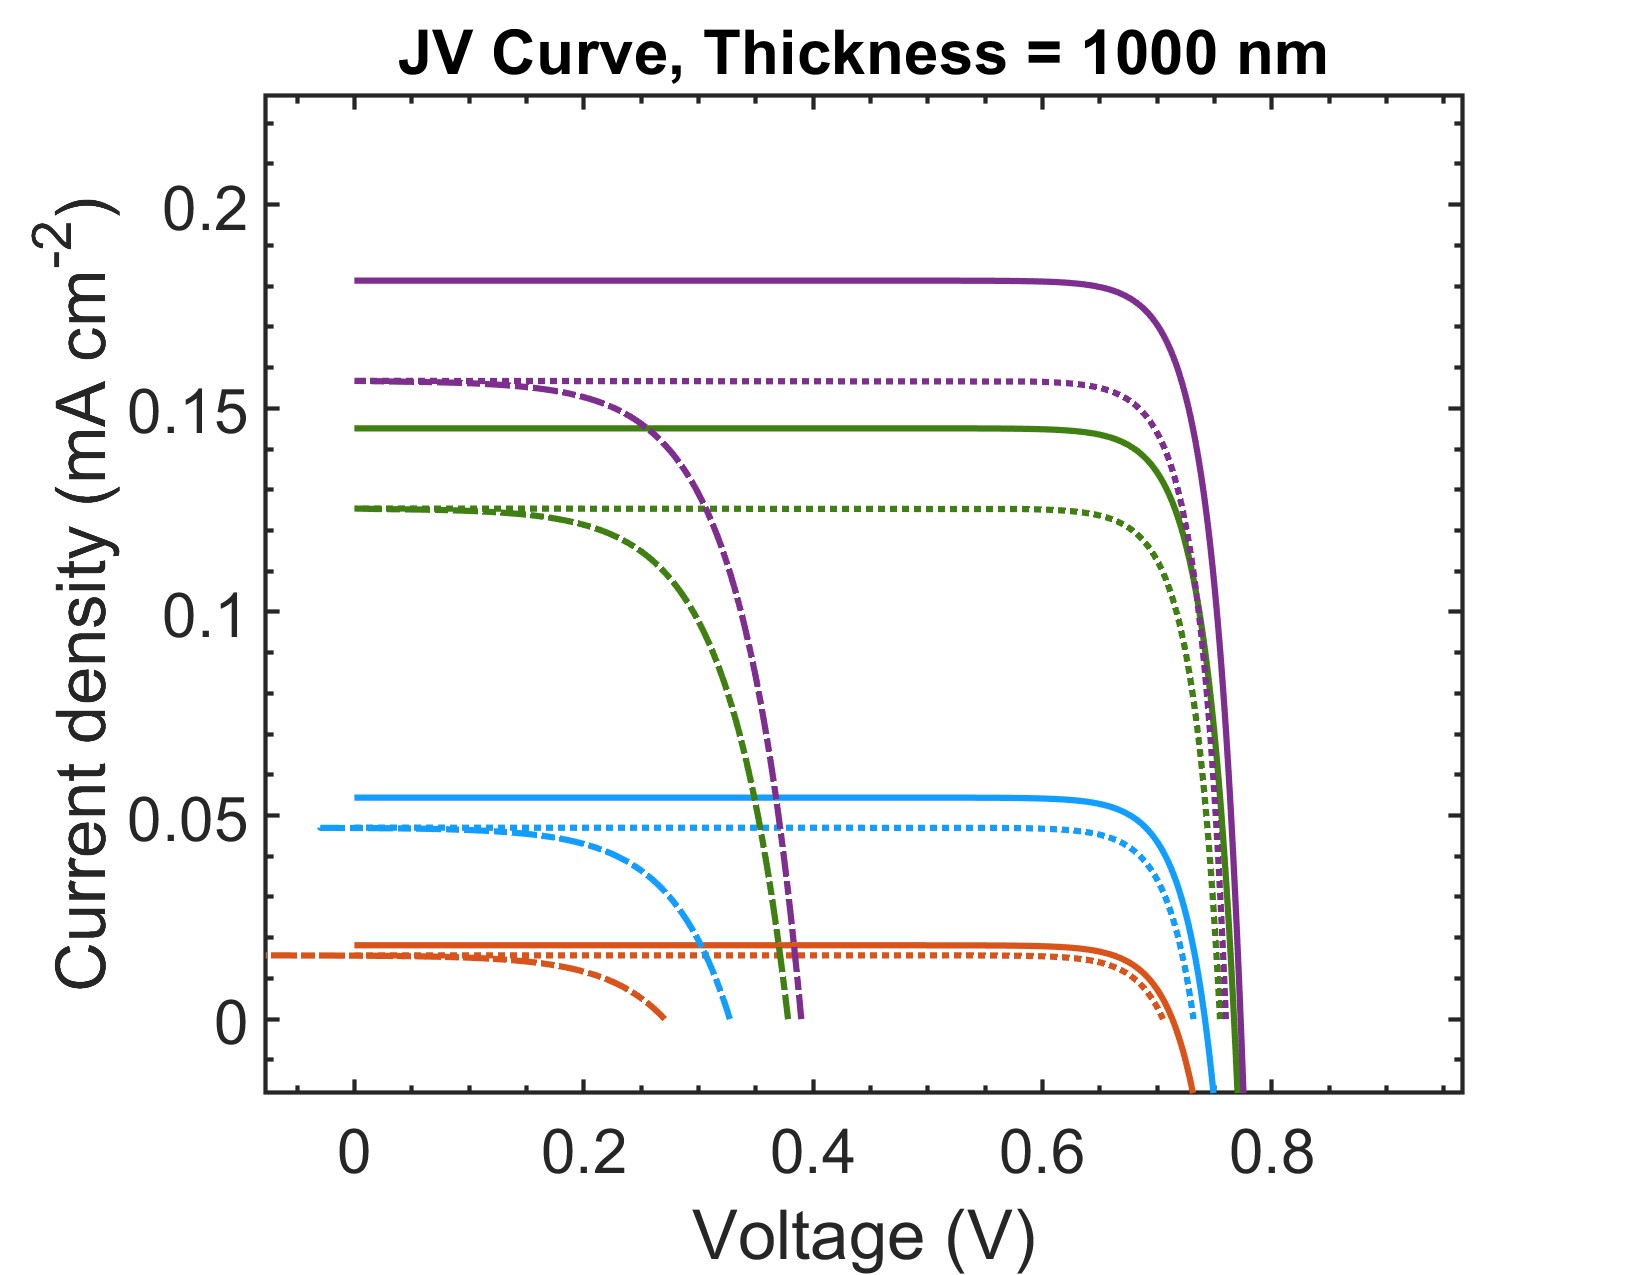 JV Curve, Thickness = 1000 nm
Current density (mA cm-2)
0.2
0.15
0.1
0.05
0
0 0.2 0.4 0.6 0.8
Voltage (V)